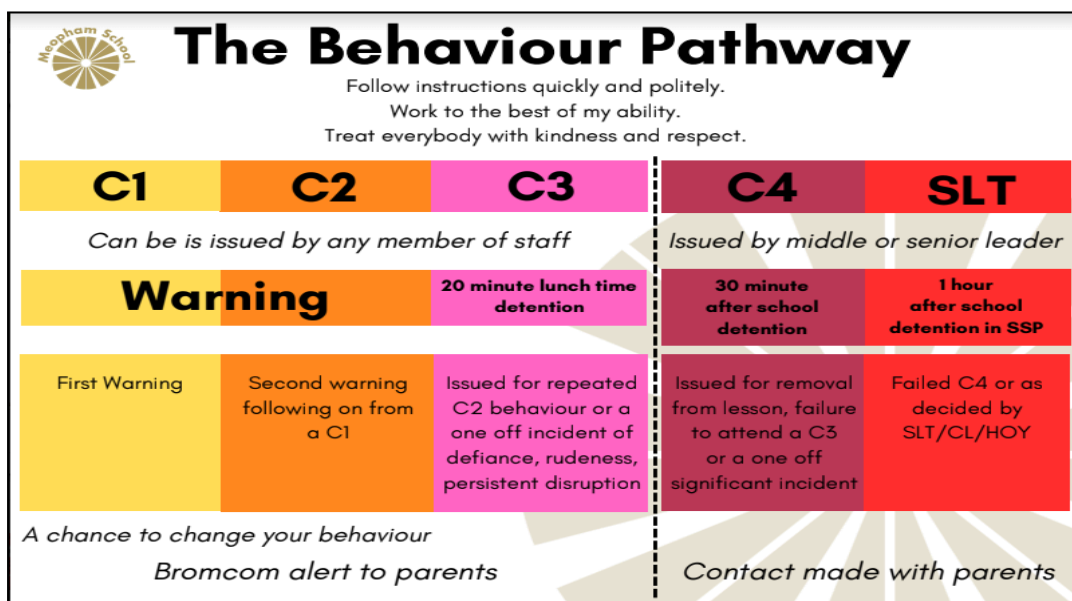 Meopham School
The Behaviour Pathway
Follow instructions quickly and politely.
Work to the best of my ability.
Treat everybody with kindness and respect.
C1
C2
C3
C4
SLT
Can be is issued by any member of staff
Issued by middle or senior leader
Warning
20 minute lunch time
detention
30 minute
after school
detention
1 hour
after school
detention in SSP
First Warning
Second warning
following on from
a C1
Issued for repeated
C2 behaviour or a
one off incident of
defiance, rudeness,
persistent disruption
Issued for removal
from lesson, failure
to attend a C3
or a one off
significant incident
Failed C4 or as
decided by
SLT/CL/HOY
A chance to change your behaviour
Bromcom alert to parents
Contact made with parents